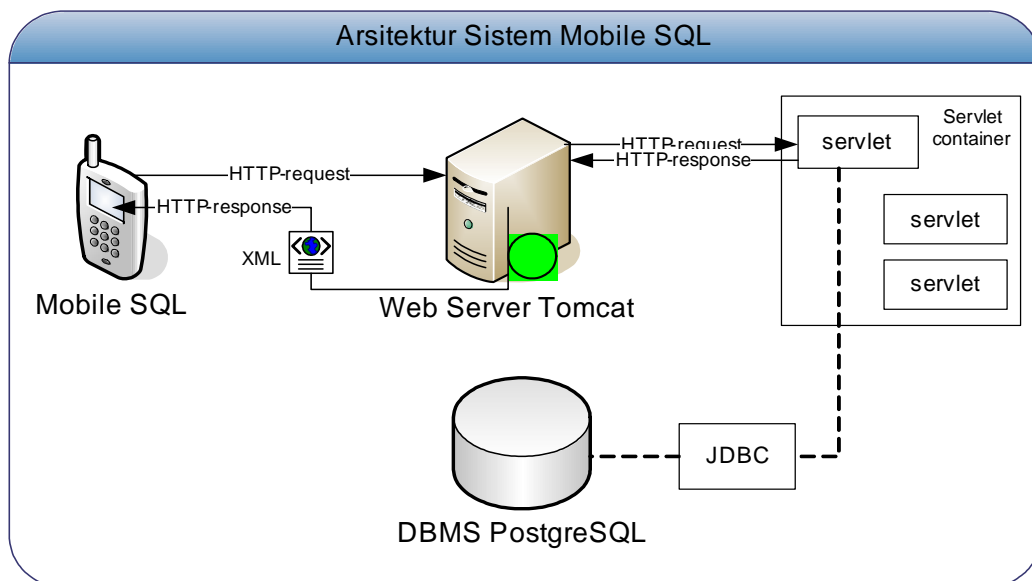 Arsitektur Sistem Mobile SQL
Servlet
container
servlet
HTTP-request
HTTP-response
HTTP-request
HTTP-response
XML
servlet
servlet
Mobile SQL
Web Server Tomcat
JDBC
DBMS PostgreSQL